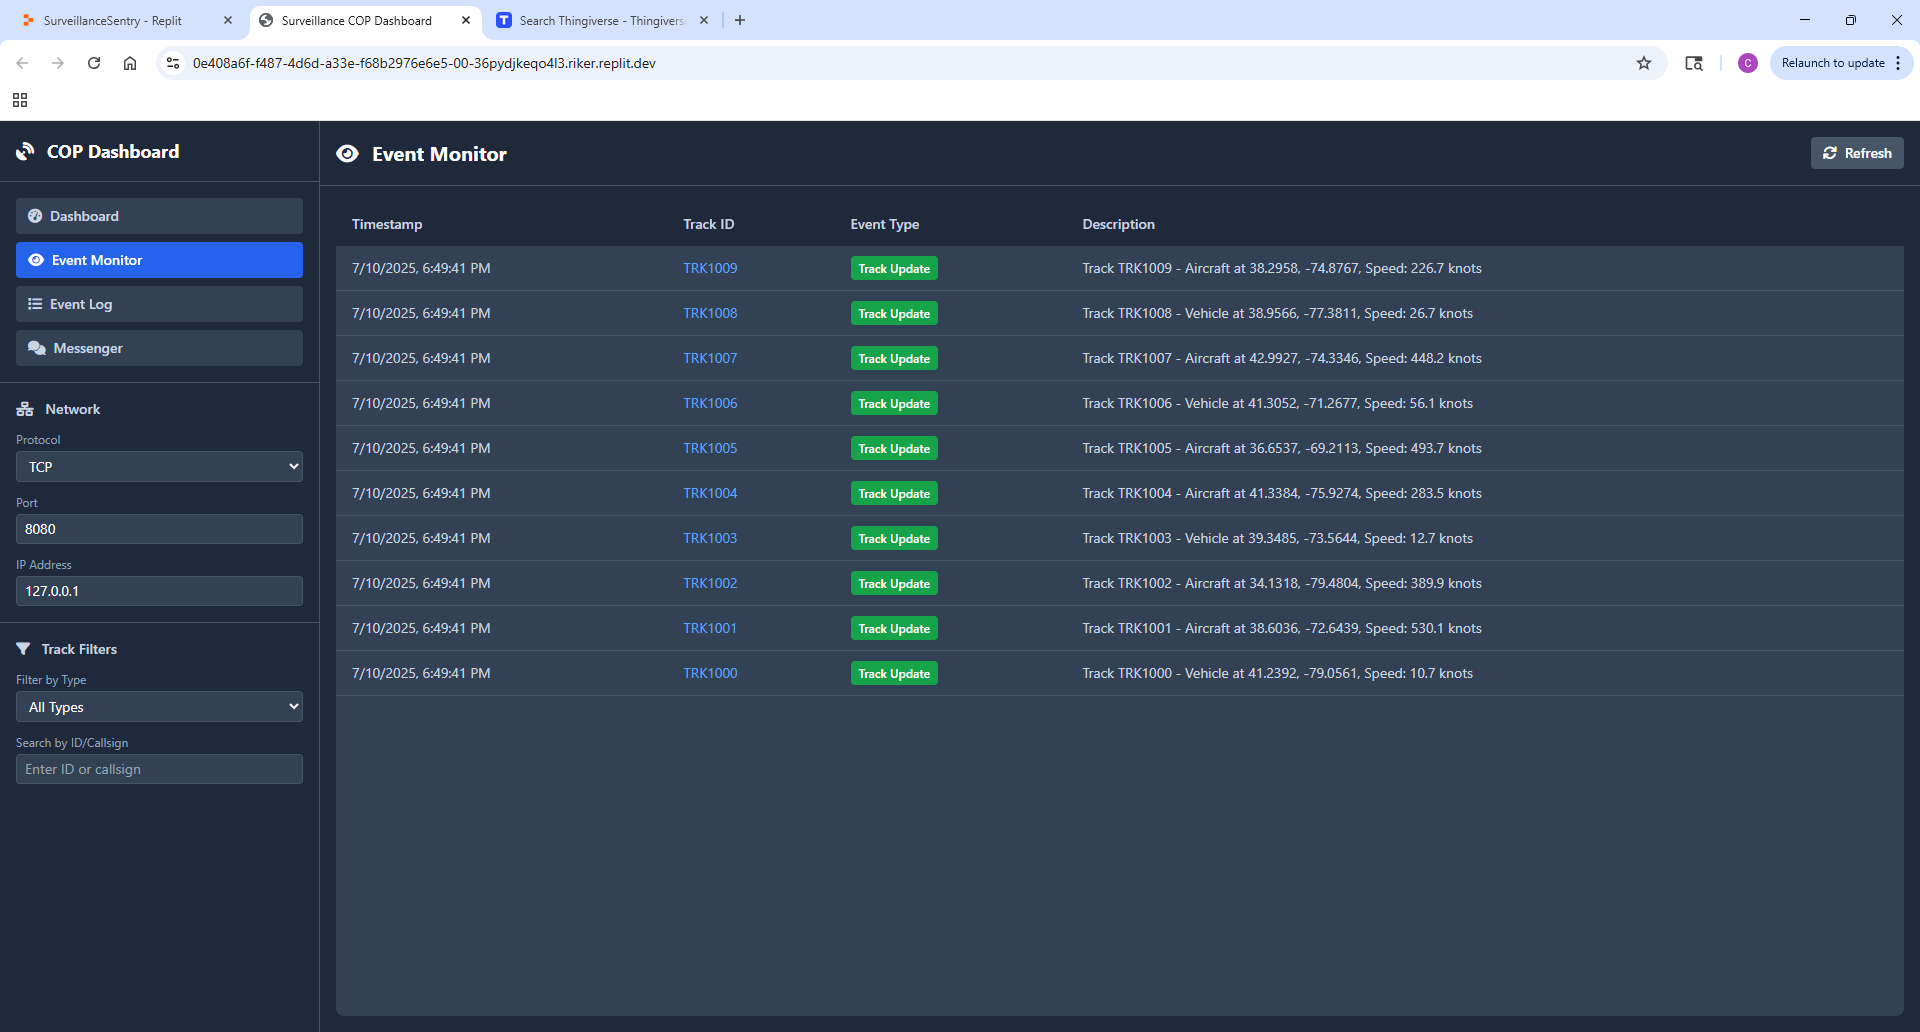 SurveillanceSentry - Replit
Surveillance COP Dashboard
Search Thingiverse - Thingivers
0e408a6f-f487-4d6d-a33e-f68b2976e6e5-00-36pydjkeqo4l3.riker.replit.dev
C
Relaunch to update
COP Dashboard
Dashboard
Event Monitor
Event Log
Messenger
Network
Protocol
TCP
Port
8080
IP Address
127.0.0.1
Track Filters
Filter by Type
All Types
Search by ID/Callsign
Enter ID or callsign
Event Monitor
Refresh
Timestamp Track ID Event Type Description
7/10/2025, 6:49:41 PM TRK1009 Track Update Track TRK1009 - Aircraft at 38.2958, -74.8767, Speed: 226.7 knots
7/10/2025, 6:49:41 PM TRK1008 Track Update Track TRK1008 - Vehicle at 38.9566, -77.3811, Speed: 26.7 knots
7/10/2025, 6:49:41 PM TRK1007 Track Update Track TRK1007 - Aircraft at 42.9927, -74.3346, Speed: 448.2 knots
7/10/2025, 6:49:41 PM TRK1006 Track Update Track TRK1006 - Vehicle at 41.3052, -71.2677, Speed: 56.1 knots
7/10/2025, 6:49:41 PM TRK1005 Track Update Track TRK1005 - Aircraft at 36.6537, -69.2113, Speed: 493.7 knots
7/10/2025, 6:49:41 PM TRK1004 Track Update Track TRK1004 - Aircraft at 41.3384, -75.9274, Speed: 283.5 knots
7/10/2025, 6:49:41 PM TRK1003 Track Update Track TRK1003 - Vehicle at 39.3485, -73.5644, Speed: 12.7 knots
7/10/2025, 6:49:41 PM TRK1002 Track Update Track TRK1002 - Aircraft at 34.1318, -79.4804, Speed: 389.9 knots
7/10/2025, 6:49:41 PM TRK1001 Track Update Track TRK1001 - Aircraft at 38.6036, -72.6439, Speed: 530.1 knots
7/10/2025, 6:49:41 PM TRK1000 Track Update Track TRK1000 - Vehicle at 41.2392, -79.0561, Speed: 10.7 knots